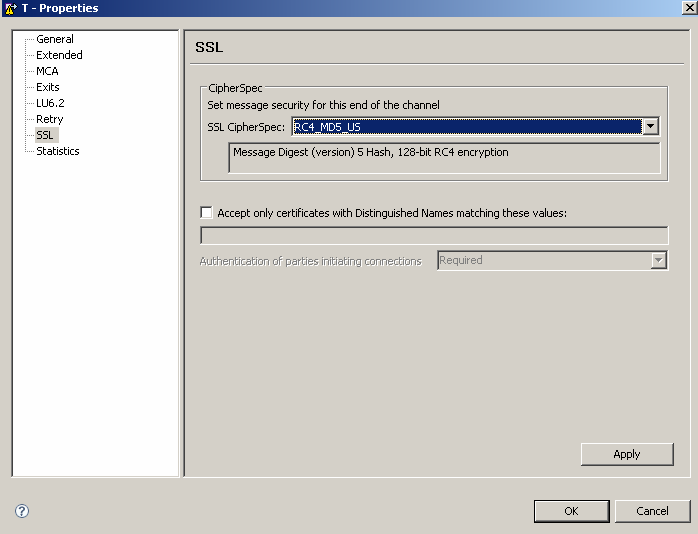 T - Properties
General
Extended
MCA
Exits
LU6.2
Retry
SSL
Statistics
SSL
CipherSpec
Set message security for this end of the channel
SSL CipherSpec: RC4_MD5_US
Message Digest (version) 5 Hash, 128-bit RC4 encryption
Accept only certificates with Distinguished Names matching these values:
Authentication of parties initiating connections Required
Apply
?
OK Cancel